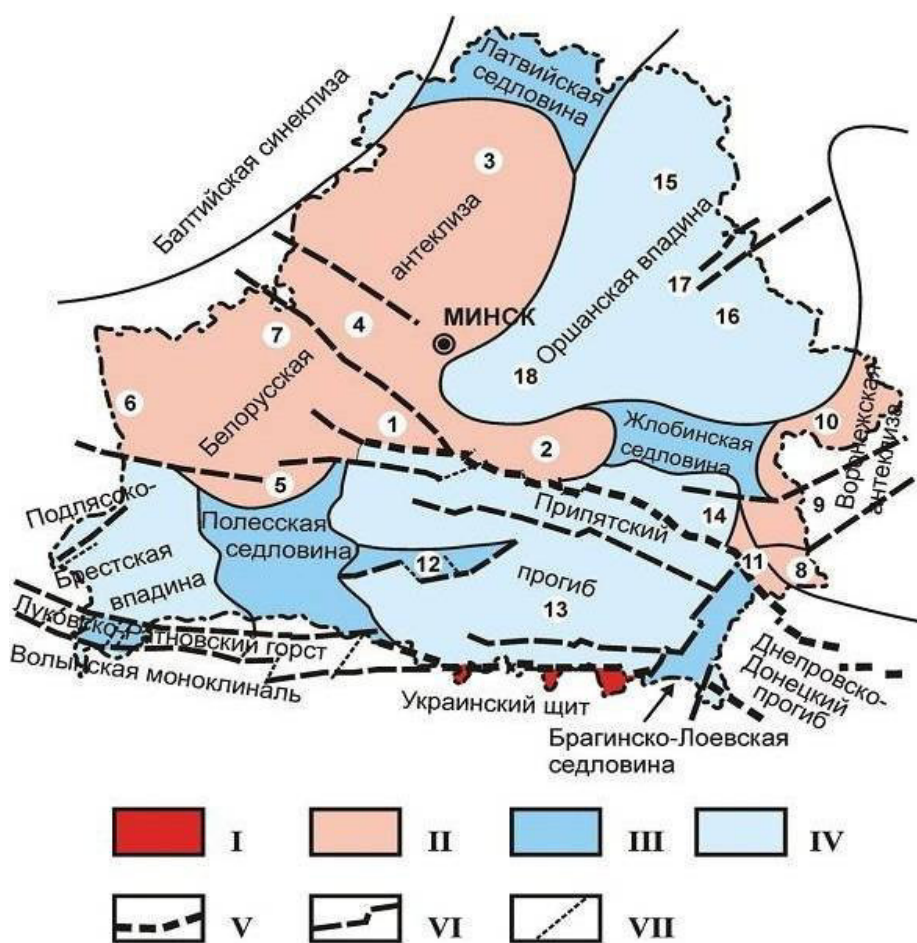 Латвийская
седловина
Балтийская синеклиза
3
15
антеклиза
Оршанская впадина
17
7
4
МИНСК
16
18
6
Белорусская
1
2
Жлобинская
седловина
10
Воронежская
антеклиза
9
5
Подлясско-
Брестская
впадина
Полесская
седловина
Припятский
прогиб
14
12
11
8
13
Луковско-Ратновский горст
Волынская моноклиналь
Украинский щит
Днепровско-
Донецкий
прогиб
Брагинско-Лоевская
седловина
I
II
III
IV
V
VI
VII